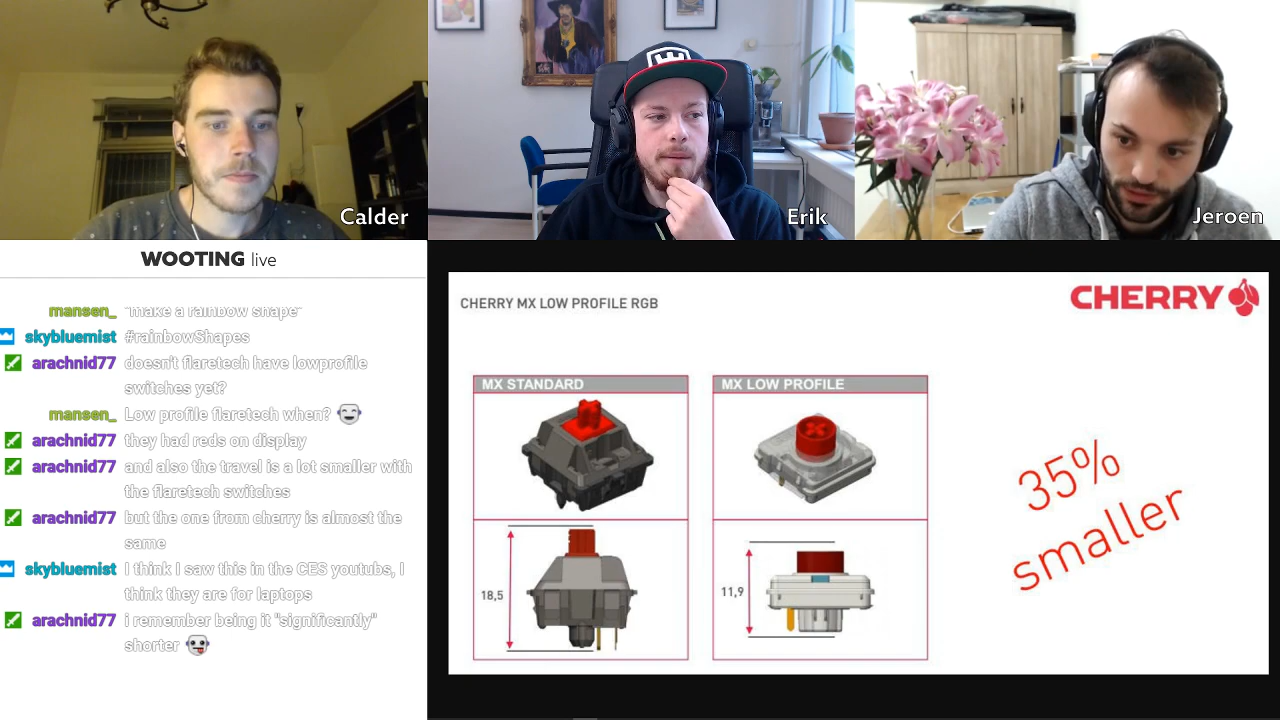 Calder
Erik
Jeroen
WOOTING live
mansen_ "make a rainbow shape"
skybluemist #rainbowShapes
arachnid77 doesn't flaretech have lowprofile
switches yet?
mansen_ Low profile flaretech when?
arachnid77 they had reds on display
arachnid77 and also the travel is a lot smaller with
the flaretech switches
arachnid77 but the one from cherry is almost the
same
skybluemist I think I saw this in the CES youtubs, I
think they are for laptops
arachnid77 i remember being it "significantly"
shorter
CHERRY MX LOW PROFILE RGB
CHERRY
MX STANDARD
MX LOW PROFILE
18,5
11,9
35%
smaller